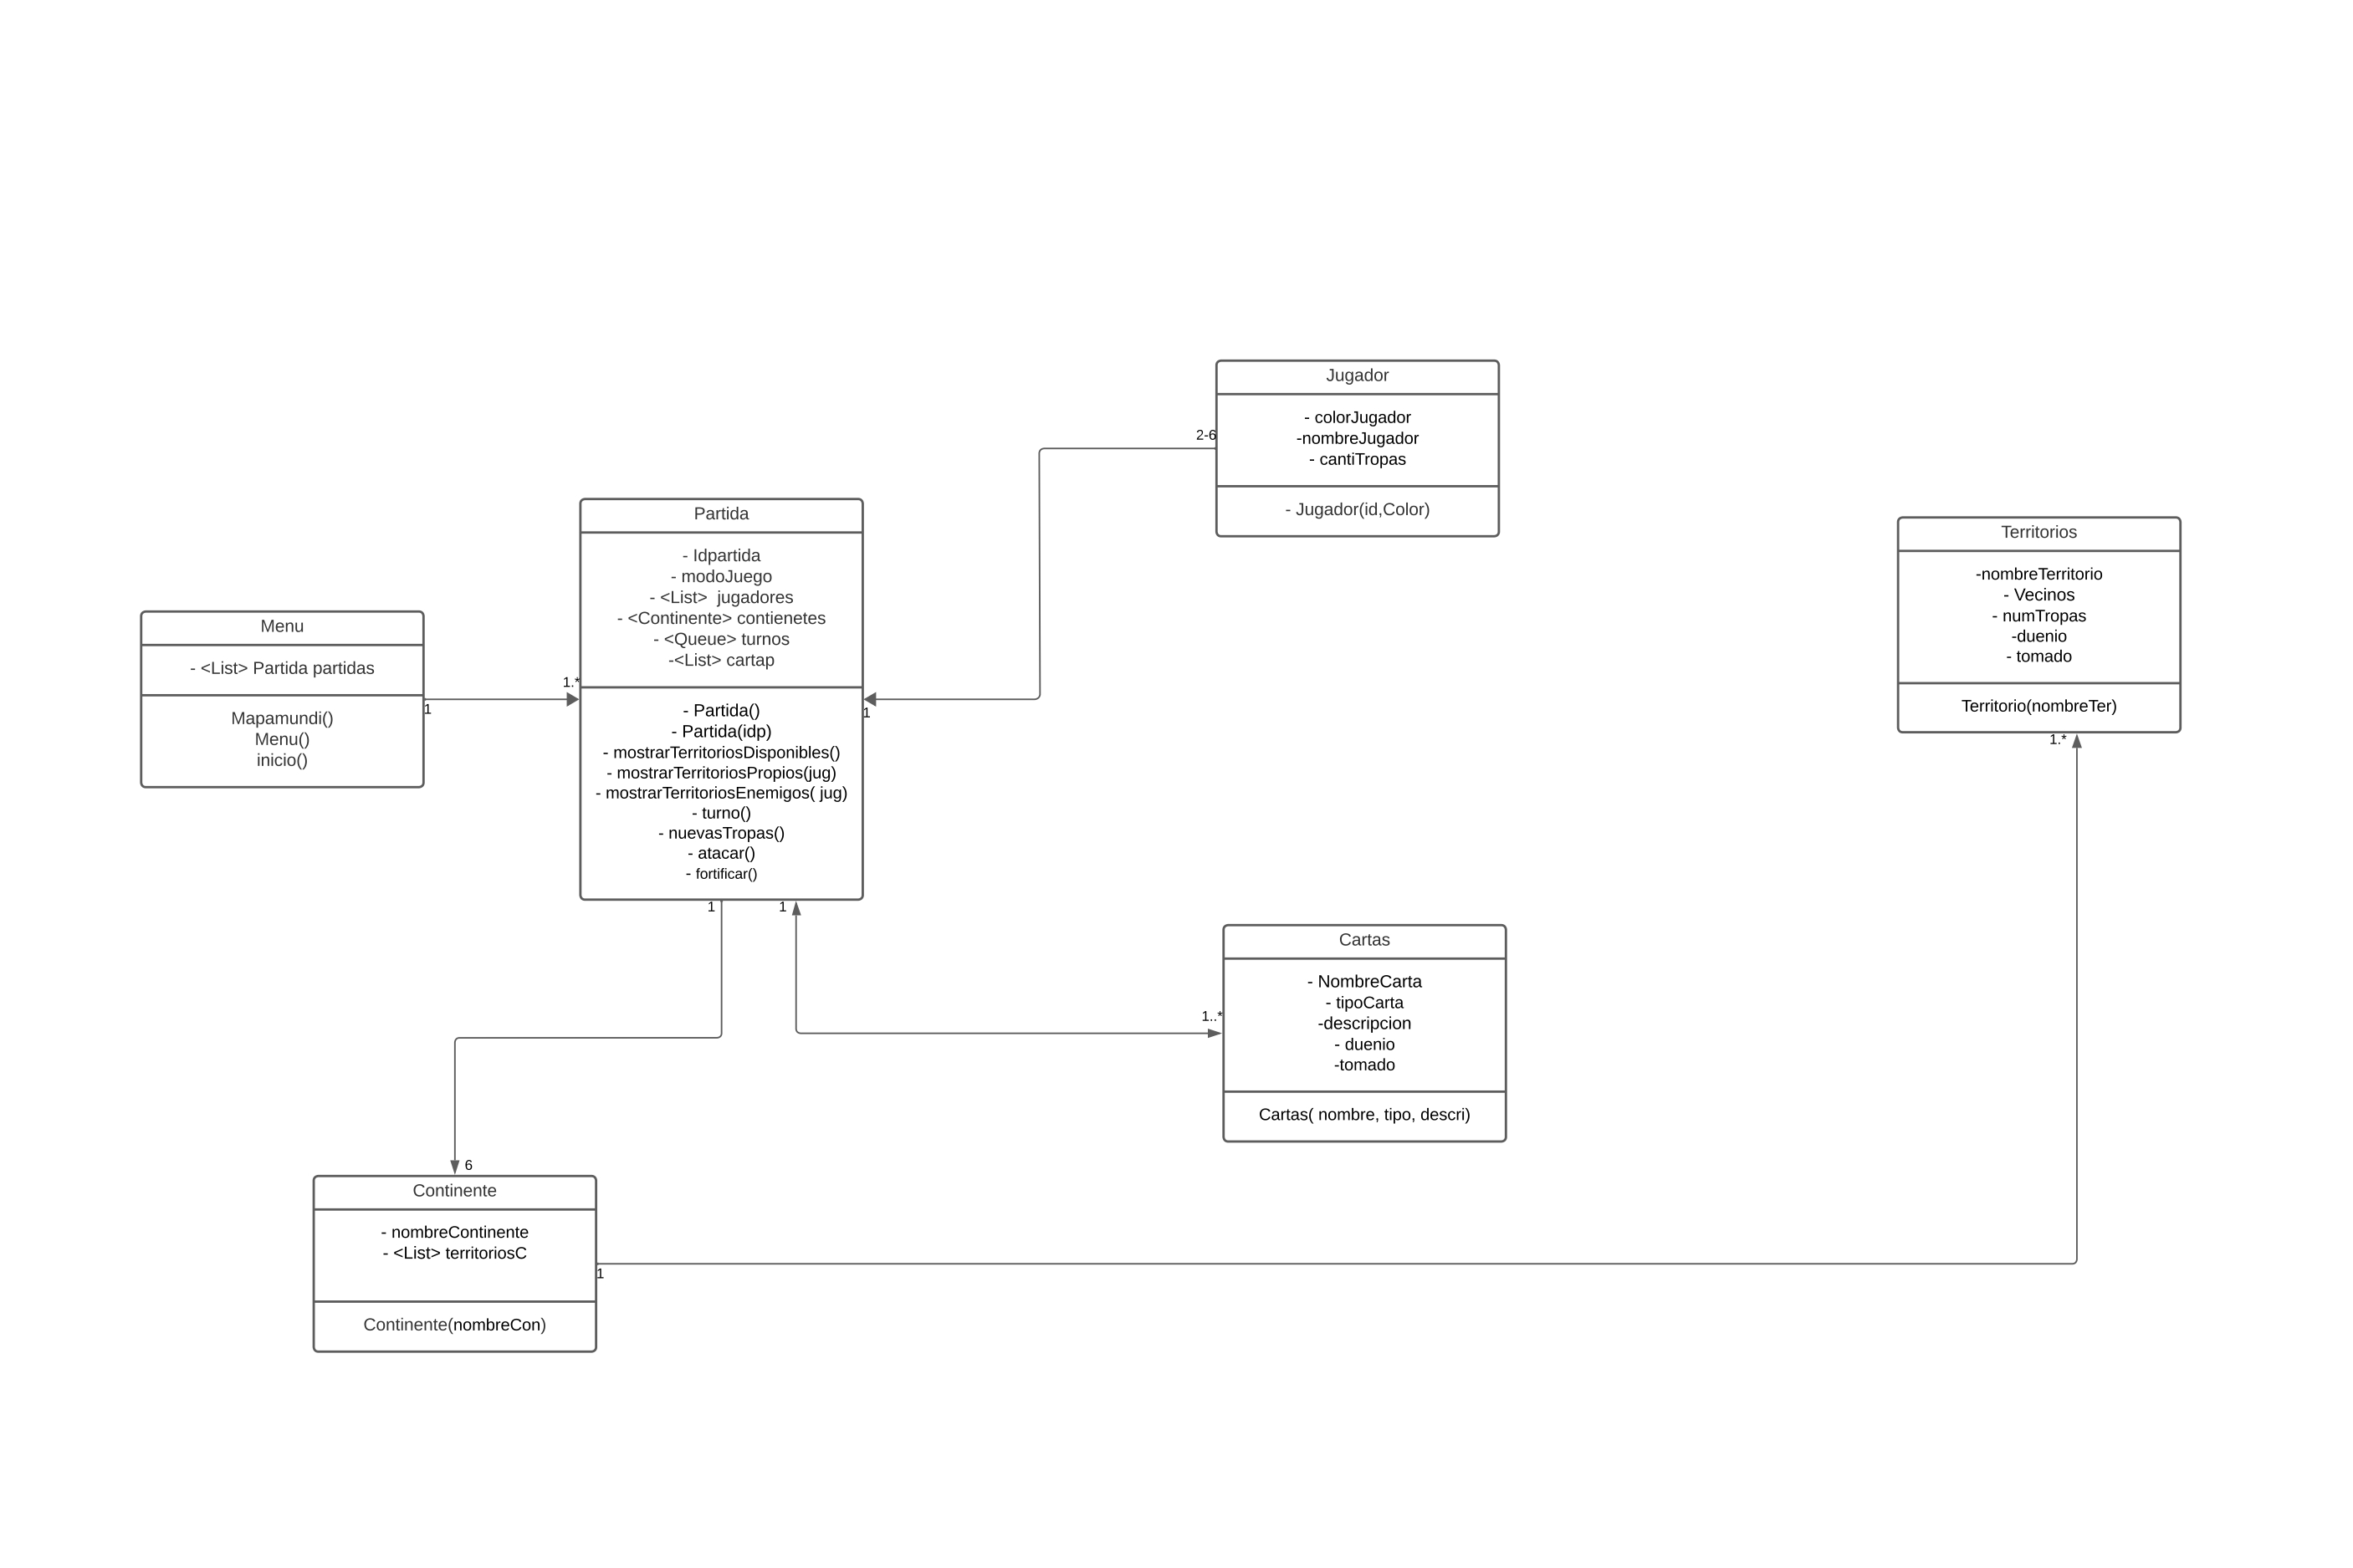 Menu
- <List> Partida partidas
Mapamundi()
Menu()
inicio()
1
1.*
Partida
- Idpartida
- modoJuego
- <List>  jugadores
- <Continente> contienetes
- <Queue> turnos
-<List> cartap
- Partida()
- Partida(idp)
- mostrarTerritoriosDisponibles()
- mostrarTerritoriosPropios(jug)
- mostrarTerritoriosEnemigos( jug)
- turno()
- nuevasTropas()
- atacar()
- fortificar()
1
1
1
2-6
Jugador
- colorJugador
-nombreJugador
- cantiTropas
- Jugador(id,Color)
Territorios
-nombreTerritorio
- Vecinos
- numTropas
-duenio
- tomado
Territorio(nombreTer)
1.*
1..*
Cartas
- NombreCarta
- tipoCarta
-descripcion
- duenio
-tomado
Cartas( nombre, tipo, descri)
6
Continente
- nombreContinente
- <List> territoriosC
Continente(nombreCon)
1